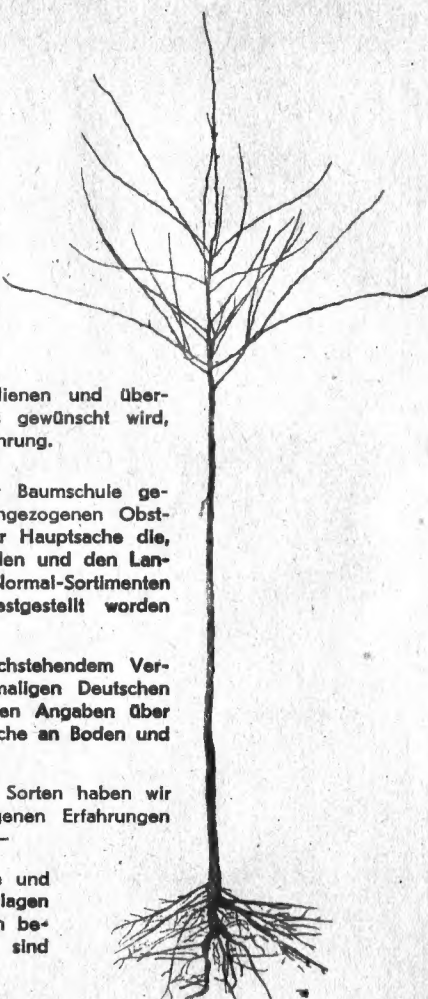 lienen und über-
gewünscht wird,
hrung.
Baumschule ge-
ngezogenen Obst-
r Hauptsache die,
den und den Lan-
Normal-Sortimenten
estgestellt worden
chstehendem Ver-
maligen Deutschen
en Angaben über
che an Boden und
Sorten haben wir
genen Erfahrungen
—
und
lagen
be-
sind